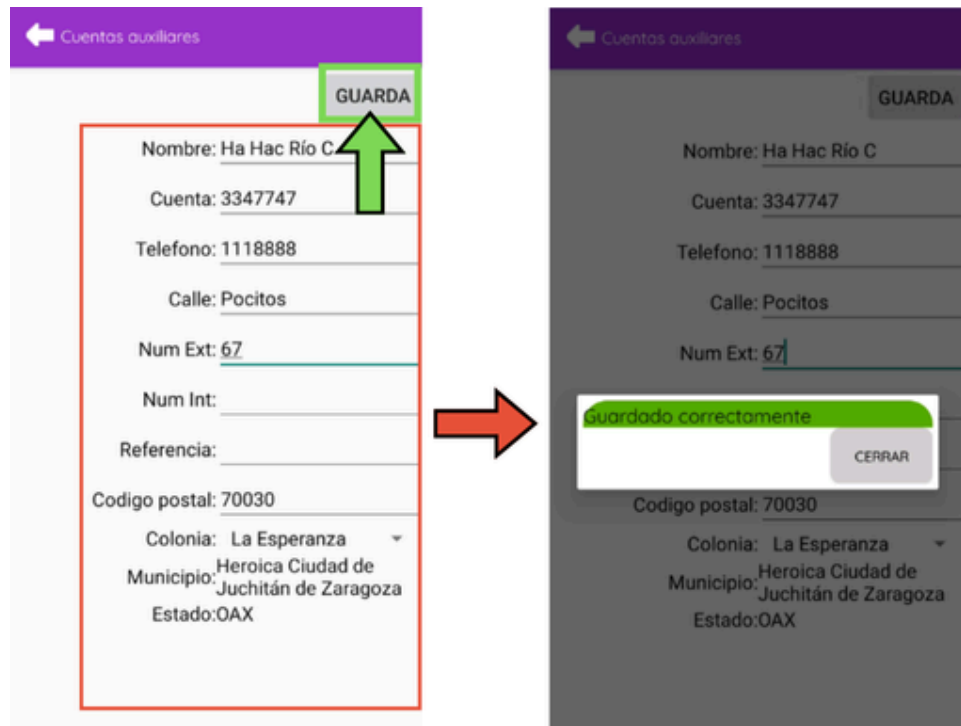 Cuentas auxiliares
GUARDA
Nombre: Ha Hac Río C
Cuenta: 3347747
Telefono: 1118888
Calle: Pocitos
Num Ext: 67
Num Int:
Referencia:
Codigo postal: 70030
Colonia: La Esperanza
Municipio: Heroica Ciudad de
Juchitán de Zaragoza
Estado:OAX
Cuentas auxiliares
GUARDA
Nombre: Ha Hac Río C
Cuenta: 3347747
Telefono: 1118888
Calle: Pocitos
Num Ext: 67
Guardado correctamente
CERRAR
Codigo postal: 70030
Colonia: La Esperanza
Municipio: Heroica Ciudad de
Juchitán de Zaragoza
Estado:OAX